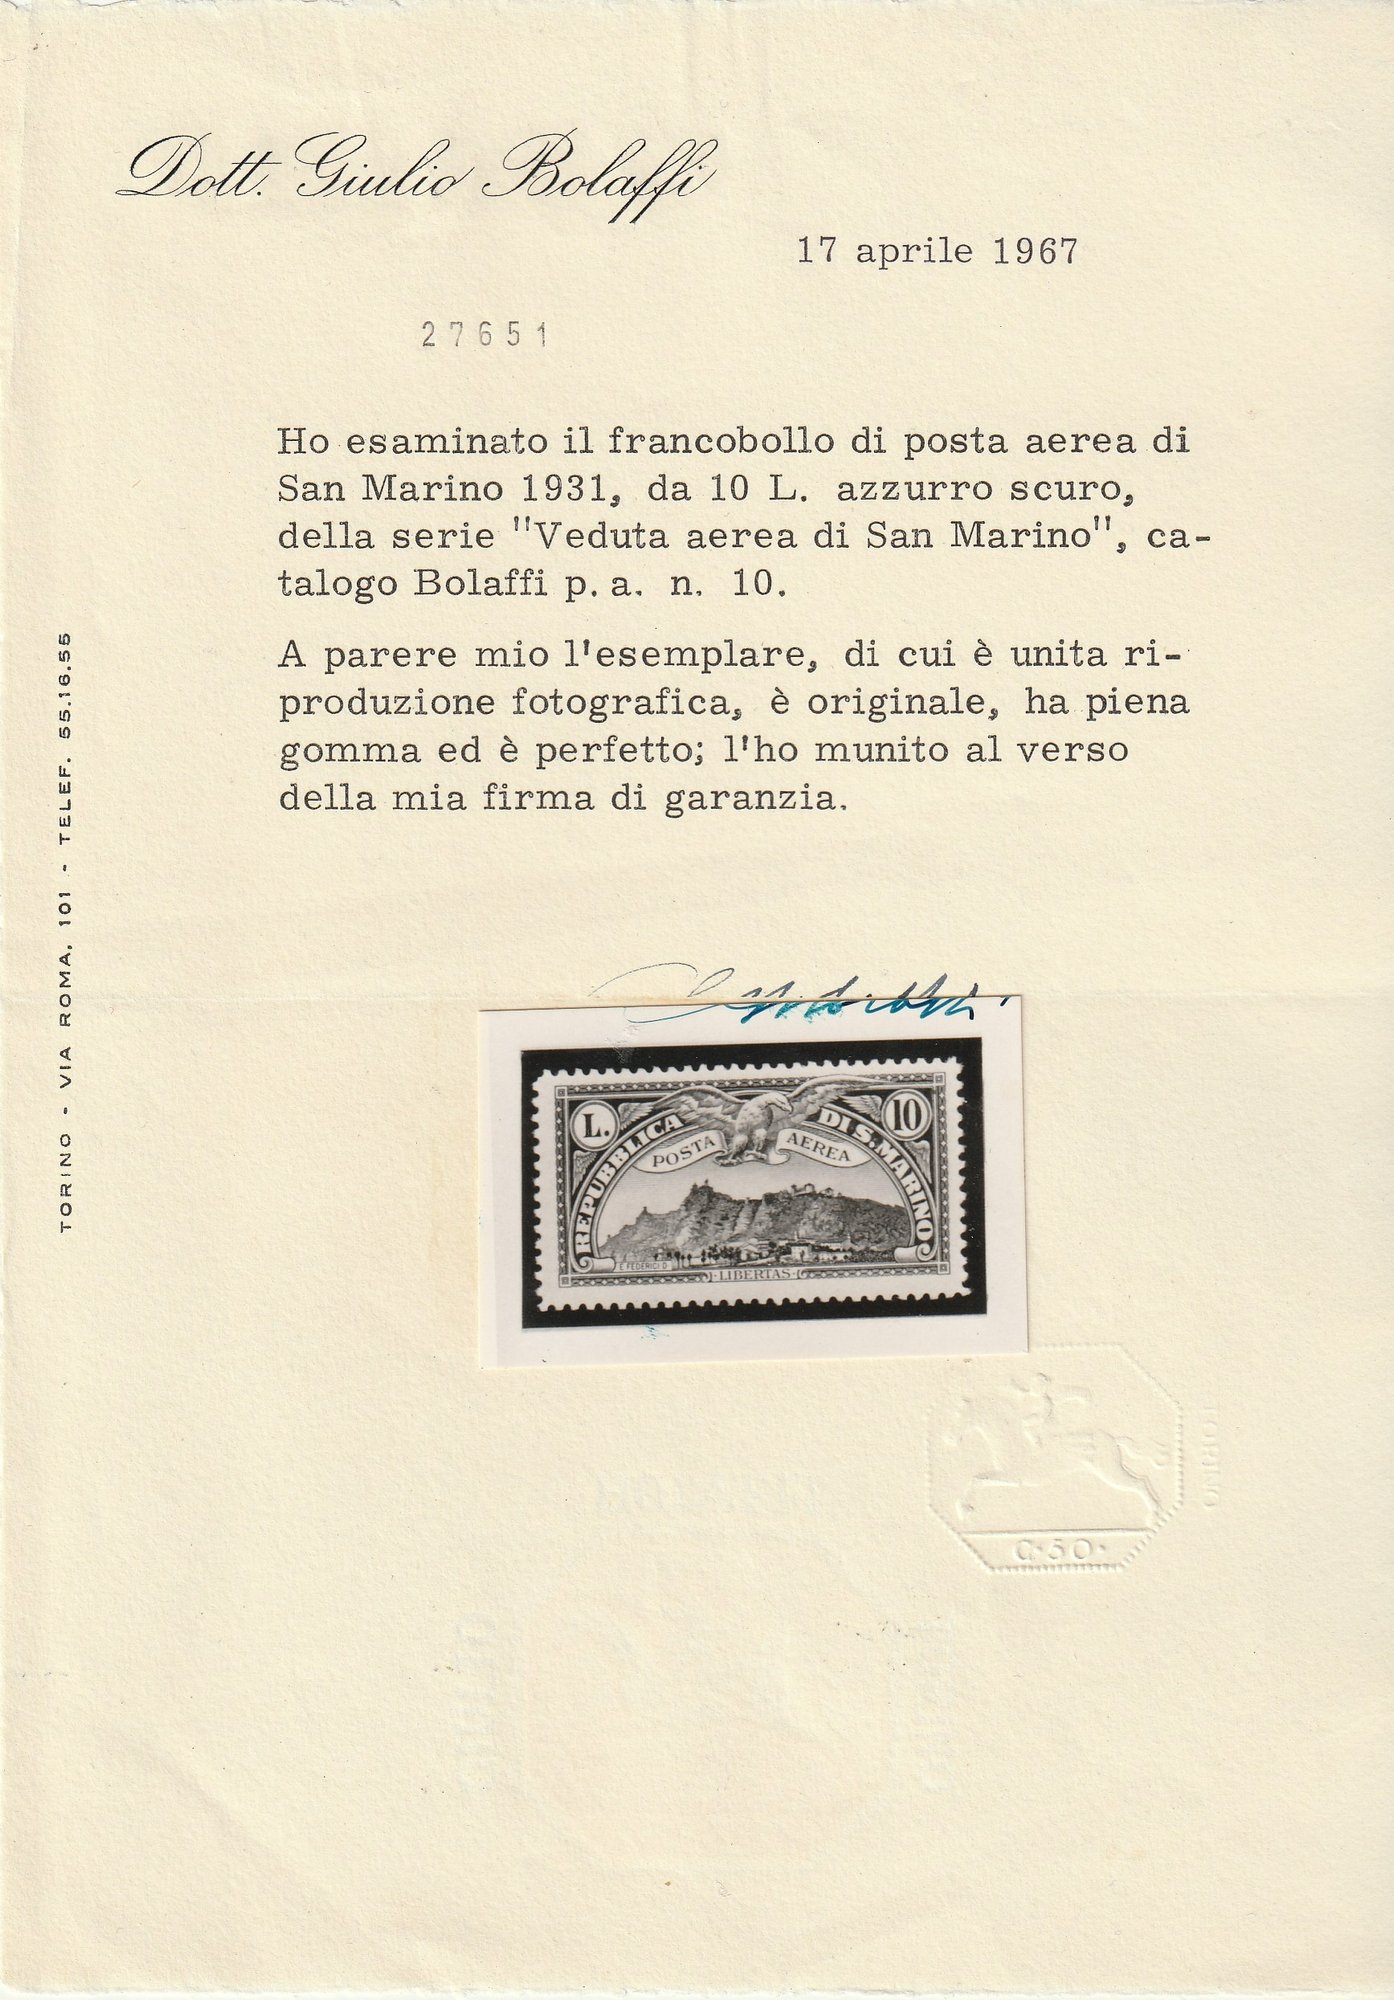 Dott. Giulio Bolaffi
17 aprile 1967
27651
Ho esaminato il francobollo di posta aerea di
San Marino 1931, da 10 L. azzurro scuro,
della serie "Veduta aerea di San Marino", ca-
talogo Bolaffi p. a. n. 10.
A parere mio l'esemplare, di cui è unita ri-
produzione fotografica, è originale, ha piena
gomma ed è perfetto; l'ho munito al verso
della mia firma di garanzia.
TORINO - VIA ROMA, 101 - TELEF. 55.16.55
L. 10
REPUBBLICA DI S. MARINO
POSTA AEREA
E. FEDERICI D.
LIBERTAS
C·50·